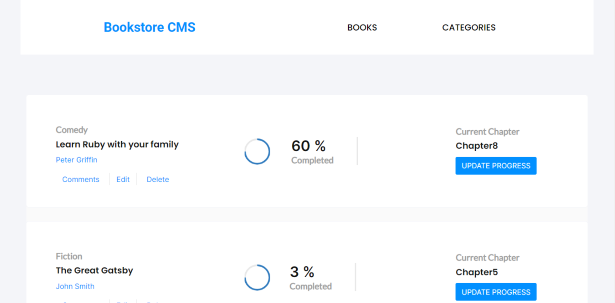 Bookstore CMS BOOKS CATEGORIES
Comedy
Learn Ruby with your family
Peter Griffin
Comments Edit Delete
60 %
Completed
Current Chapter
Chapter8
UPDATE PROGRESS
Fiction
The Great Gatsby
John Smith
3 %
Completed
Current Chapter
Chapter5
UPDATE PROGRESS